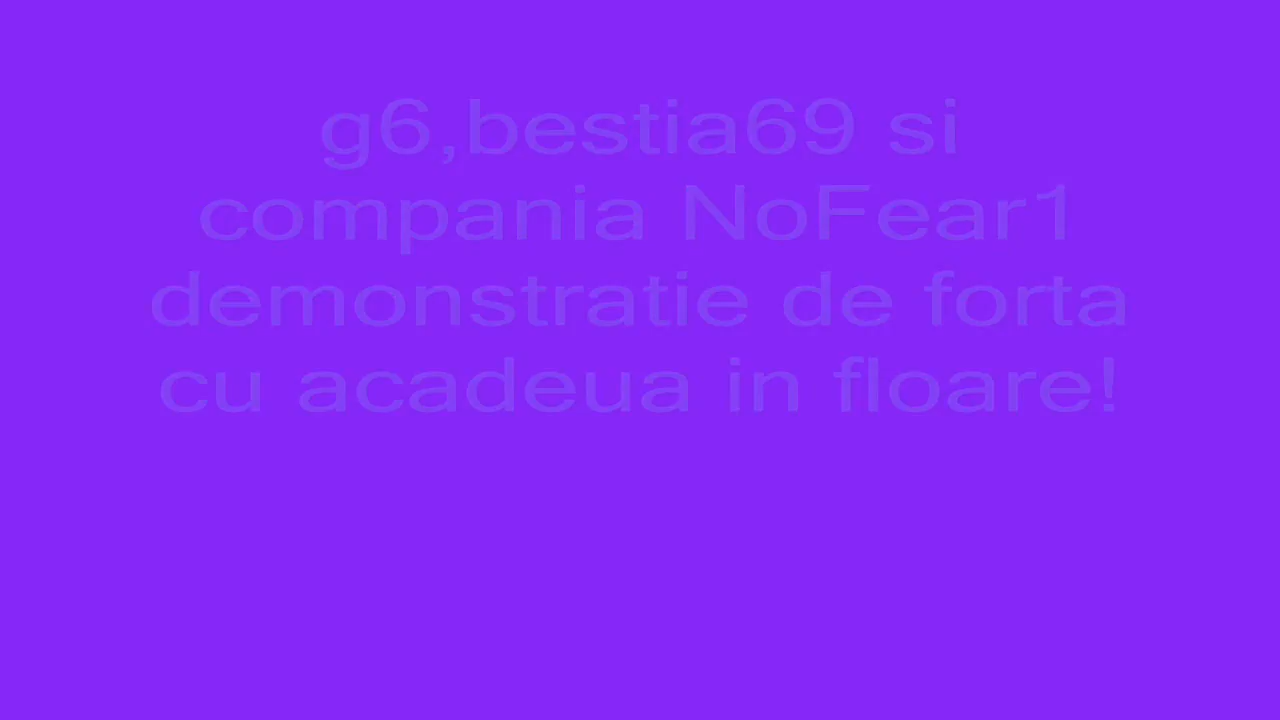 g6,bestia69 si
compania NoFear1
demonstratie de forta
cu acadeua in floare!